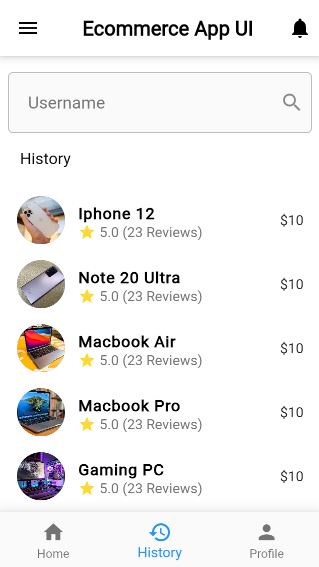 Ecommerce App UI
Username
History
Iphone 12
5.0 (23 Reviews)
$10
Note 20 Ultra
5.0 (23 Reviews)
$10
Macbook Air
5.0 (23 Reviews)
$10
Macbook Pro
5.0 (23 Reviews)
$10
Gaming PC
5.0 (23 Reviews)
$10
Home
History
Profile